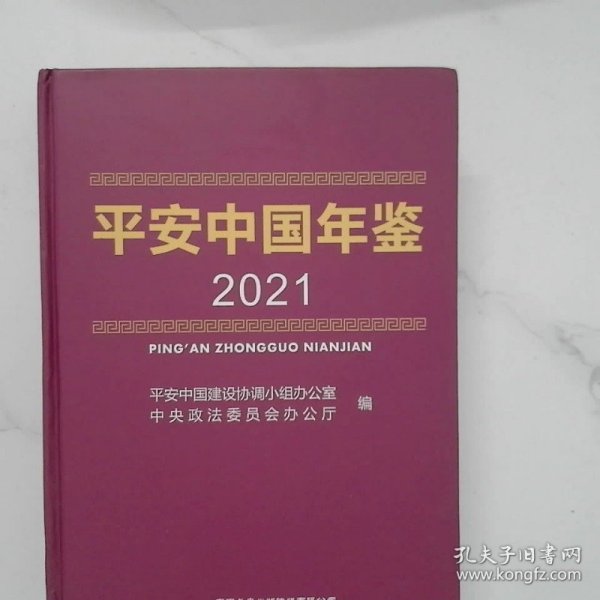 平安中国年鉴
2021
PING'AN ZHONGGUO NIANJIAN
平安中国建设协调小组办公室
中央政法委员会办公厅
编
孔夫子旧书网
www.kongfz.com